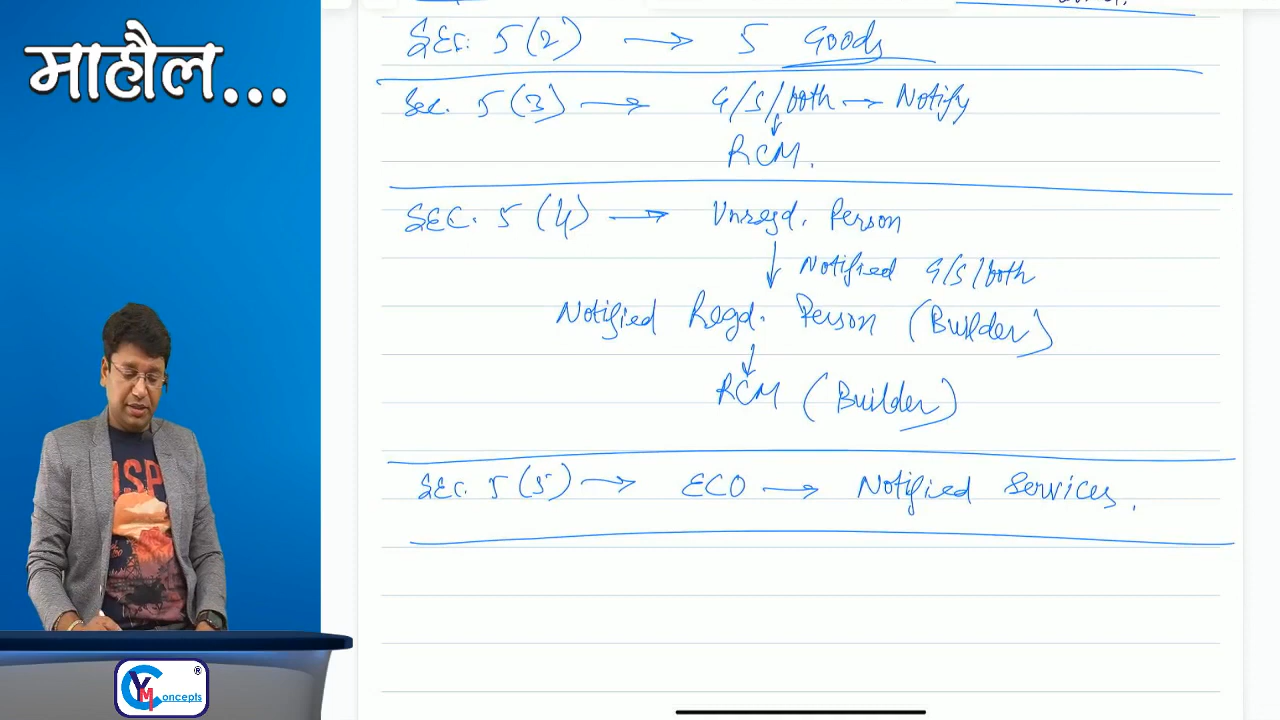 माहौल...
SEC. 5(2) → 5 Goods
Sec. 5(3) → G/S/both → Notify
↓
RCM.
SEC. 5(4) → Unregd. Person
↓ Notified G/S/both
Notified Regd. Person (Builder)
↓
RCM (Builder)
SEC. 5(5) → ECO → Notified Services.
CYM Concepts ®